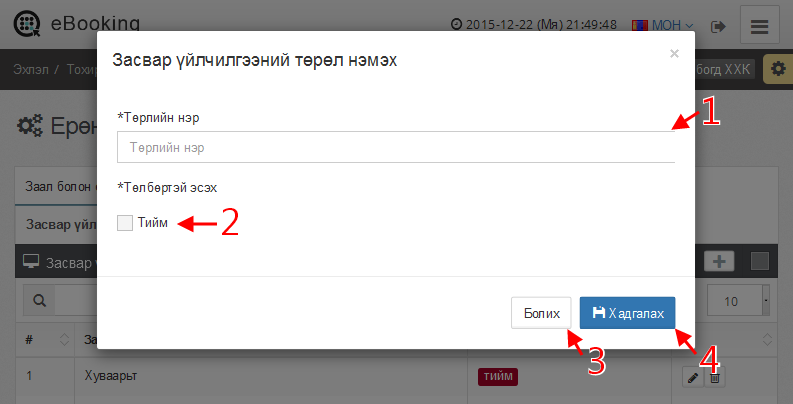 eBooking
2015-12-22 (Мя) 21:49:48 МОН
Эхлэл / Тохир
богд ХХК
Засвар үйлчилгээний төрөл нэмэх ×
Ерөн
*Төрлийн нэр
1
Төрлийн нэр
Заал болон
*Төлбөртэй эсэх
Тийм
2
Засвар үйл
Засвар
10
Болих
Хадгалах
3
4
#
За
1
Хуваарьт
тийм